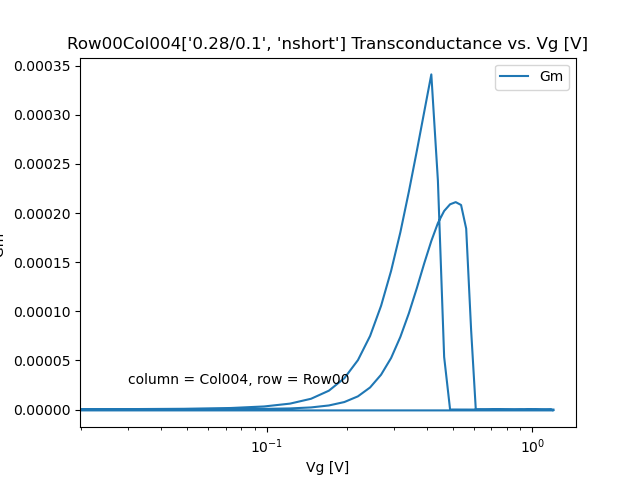 Row00Col004['0.28/0.1', 'nshort'] Transconductance vs. Vg [V]
0.00035
0.00030
0.00025
0.00020
0.00015
0.00010
0.00005
0.00000
Gm
column = Col004, row = Row00
10⁻¹
10⁰
Vg [V]